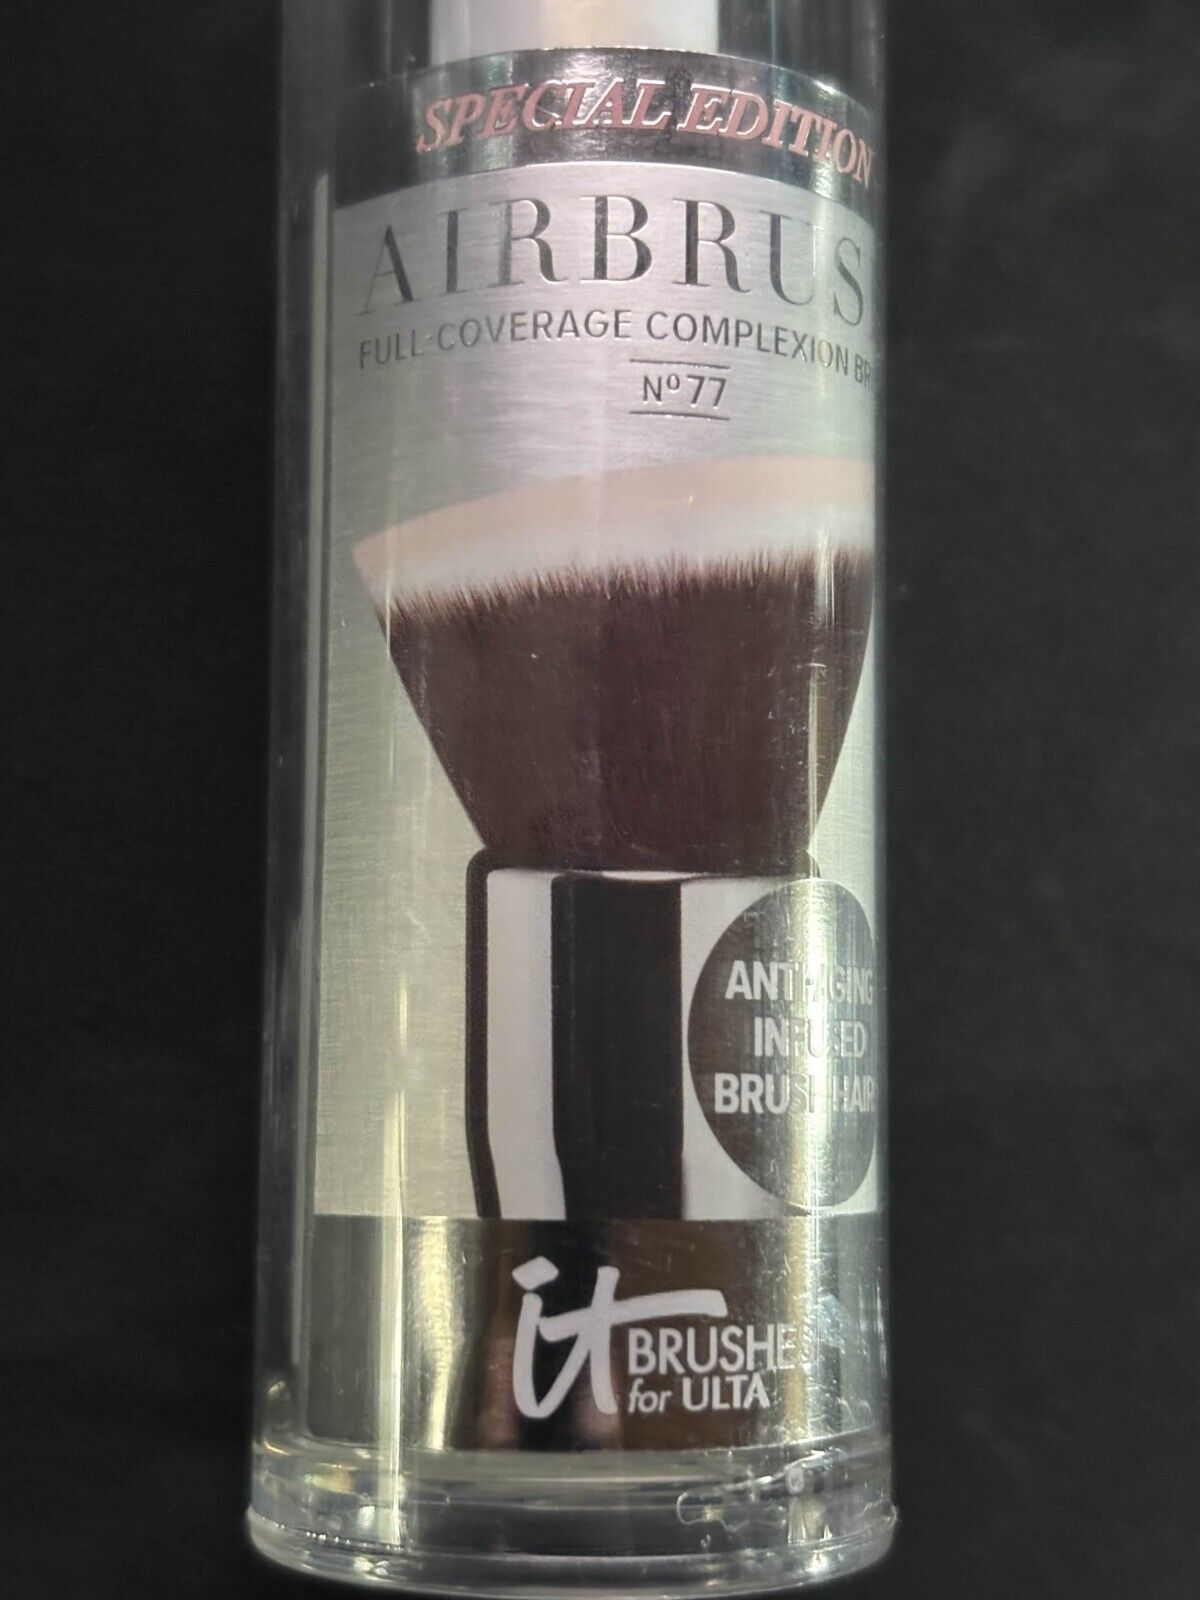 SPECIAL EDITION
AIRBRUS
FULL-COVERAGE COMPLEXION BR
Nº77
ANTI-AGING
INFUSED
BRUSH HAIR
it
BRUSHES
for ULTA